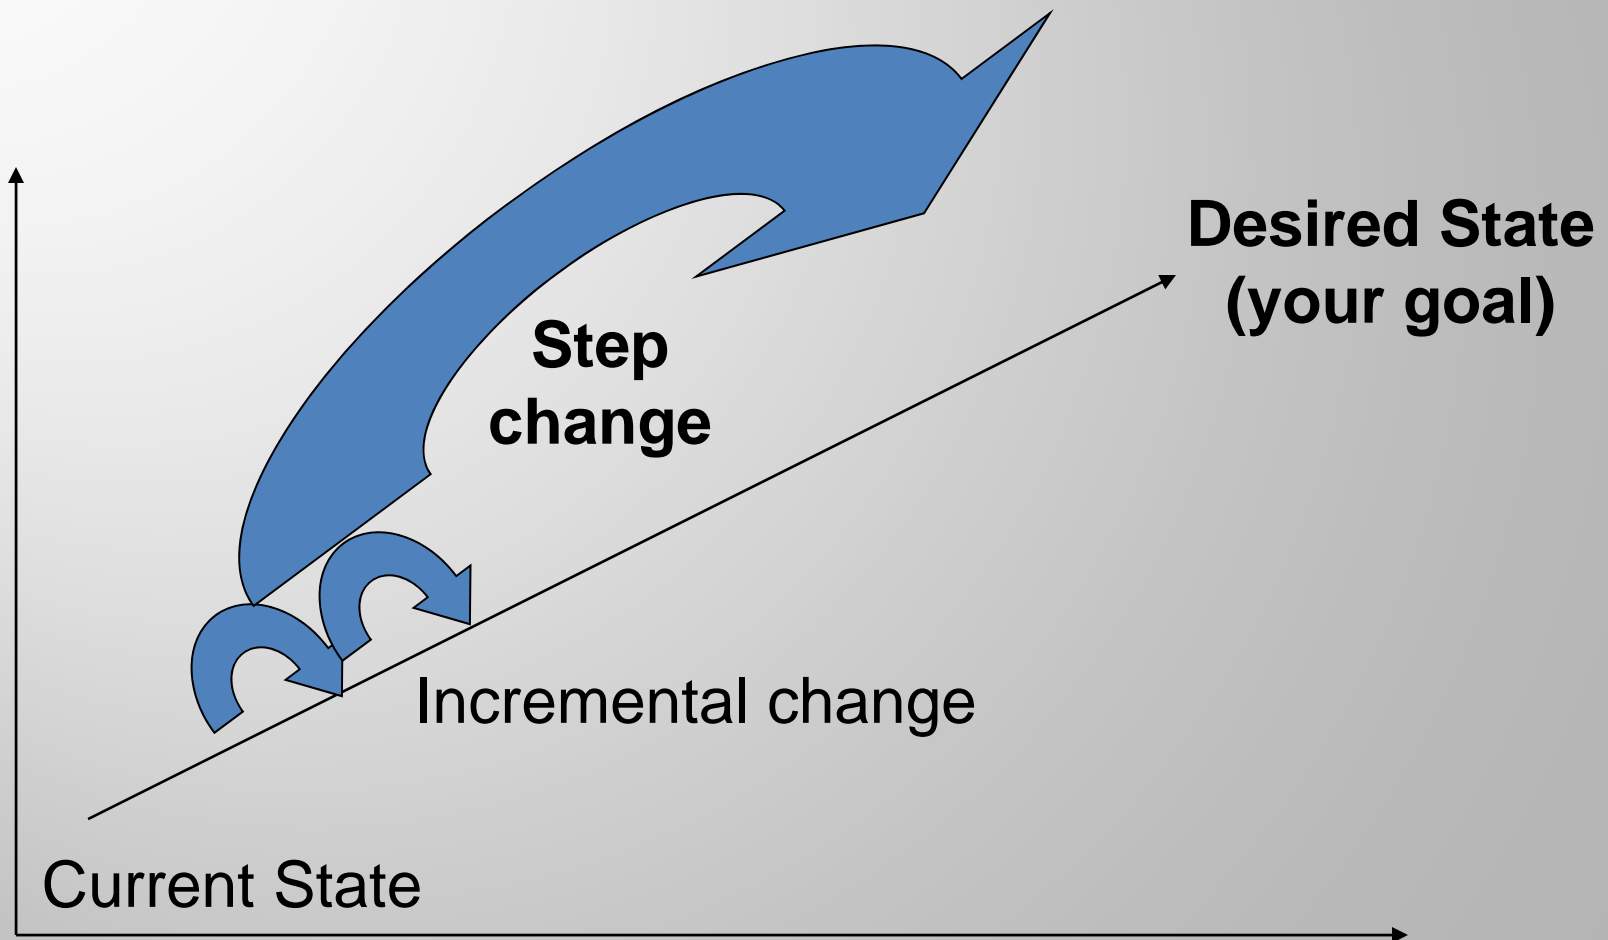 Desired State
(your goal)
Step
change
Incremental change
Current State